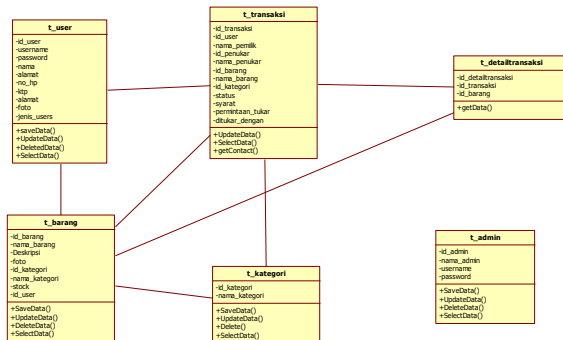 t_user
-id_user
-username
-password
-nama
-alamat
-no_hp
-ktp
-alamat
-foto
-jenis_users
+saveData()
+UpdateData()
+DeletedData()
+SelectData()
t_transaksi
-id_transaksi
-id_user
-nama_pemilik
-id_penukar
-nama_penukar
-id_barang
-nama_barang
-id_kategori
-status
-syarat
-permintaan_tukar
-ditukar_dengan
+UpdateData()
+SelectData()
+getContact()
t_detailtransaksi
-id_detailtransaksi
-id_transaksi
-id_barang
+getData()
t_barang
-id_barang
-nama_barang
-Deskripsi
-foto
-id_kategori
-nama_kategori
-stock
-id_user
+SaveData()
+UpdateData()
+DeleteData()
+SelectData()
t_kategori
-id_kategori
-nama_kategori
+SaveData()
+UpdateData()
+Delete()
+SelectData()
t_admin
-id_admin
-nama_admin
-username
-password
+SaveData()
+UpdateData()
+DeleteData()
+SelectData()